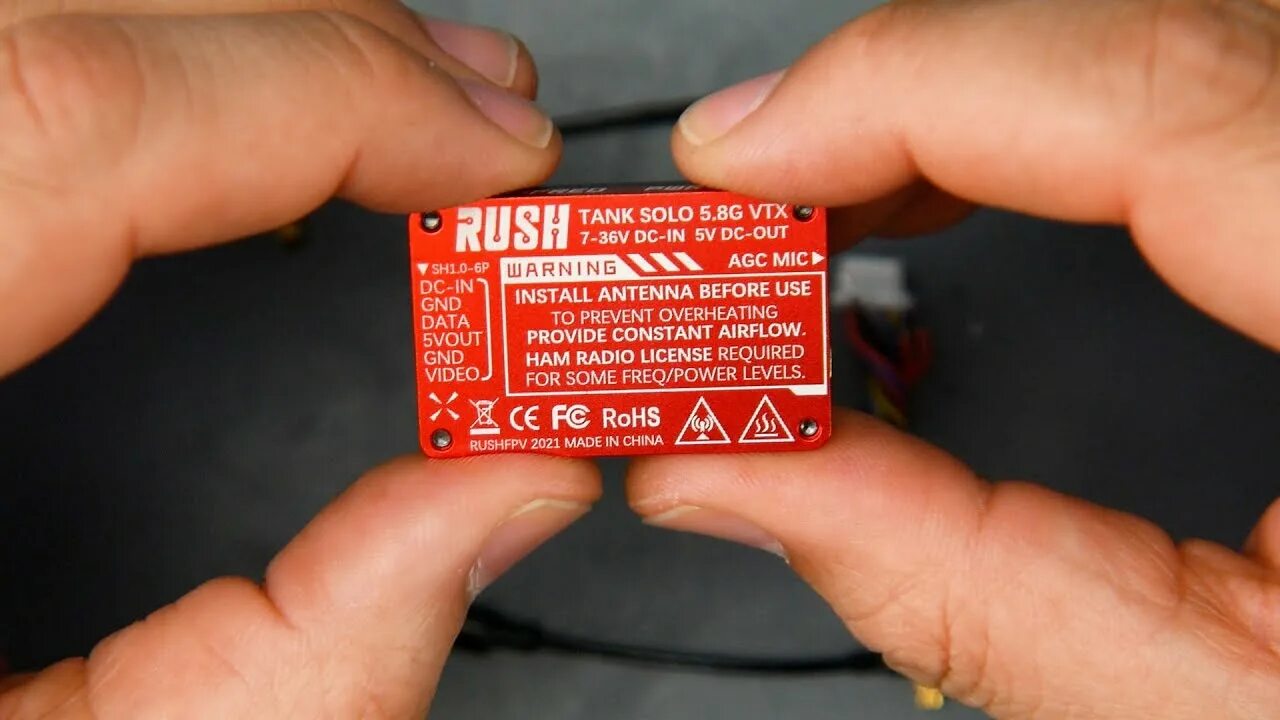 RUSH
TANK SOLO 5.8G VTX
7-36V DC-IN 5V DC-OUT
▼SH1.0-6P
DC-IN
GND
DATA
5VOUT
GND
VIDEO
WARNING
AGC MIC▶
INSTALL ANTENNA BEFORE USE
TO PREVENT OVERHEATING
PROVIDE CONSTANT AIRFLOW.
HAM RADIO LICENSE REQUIRED
FOR SOME FREQ/POWER LEVELS.
CE FC RoHS
RUSHFPV 2021 MADE IN CHINA